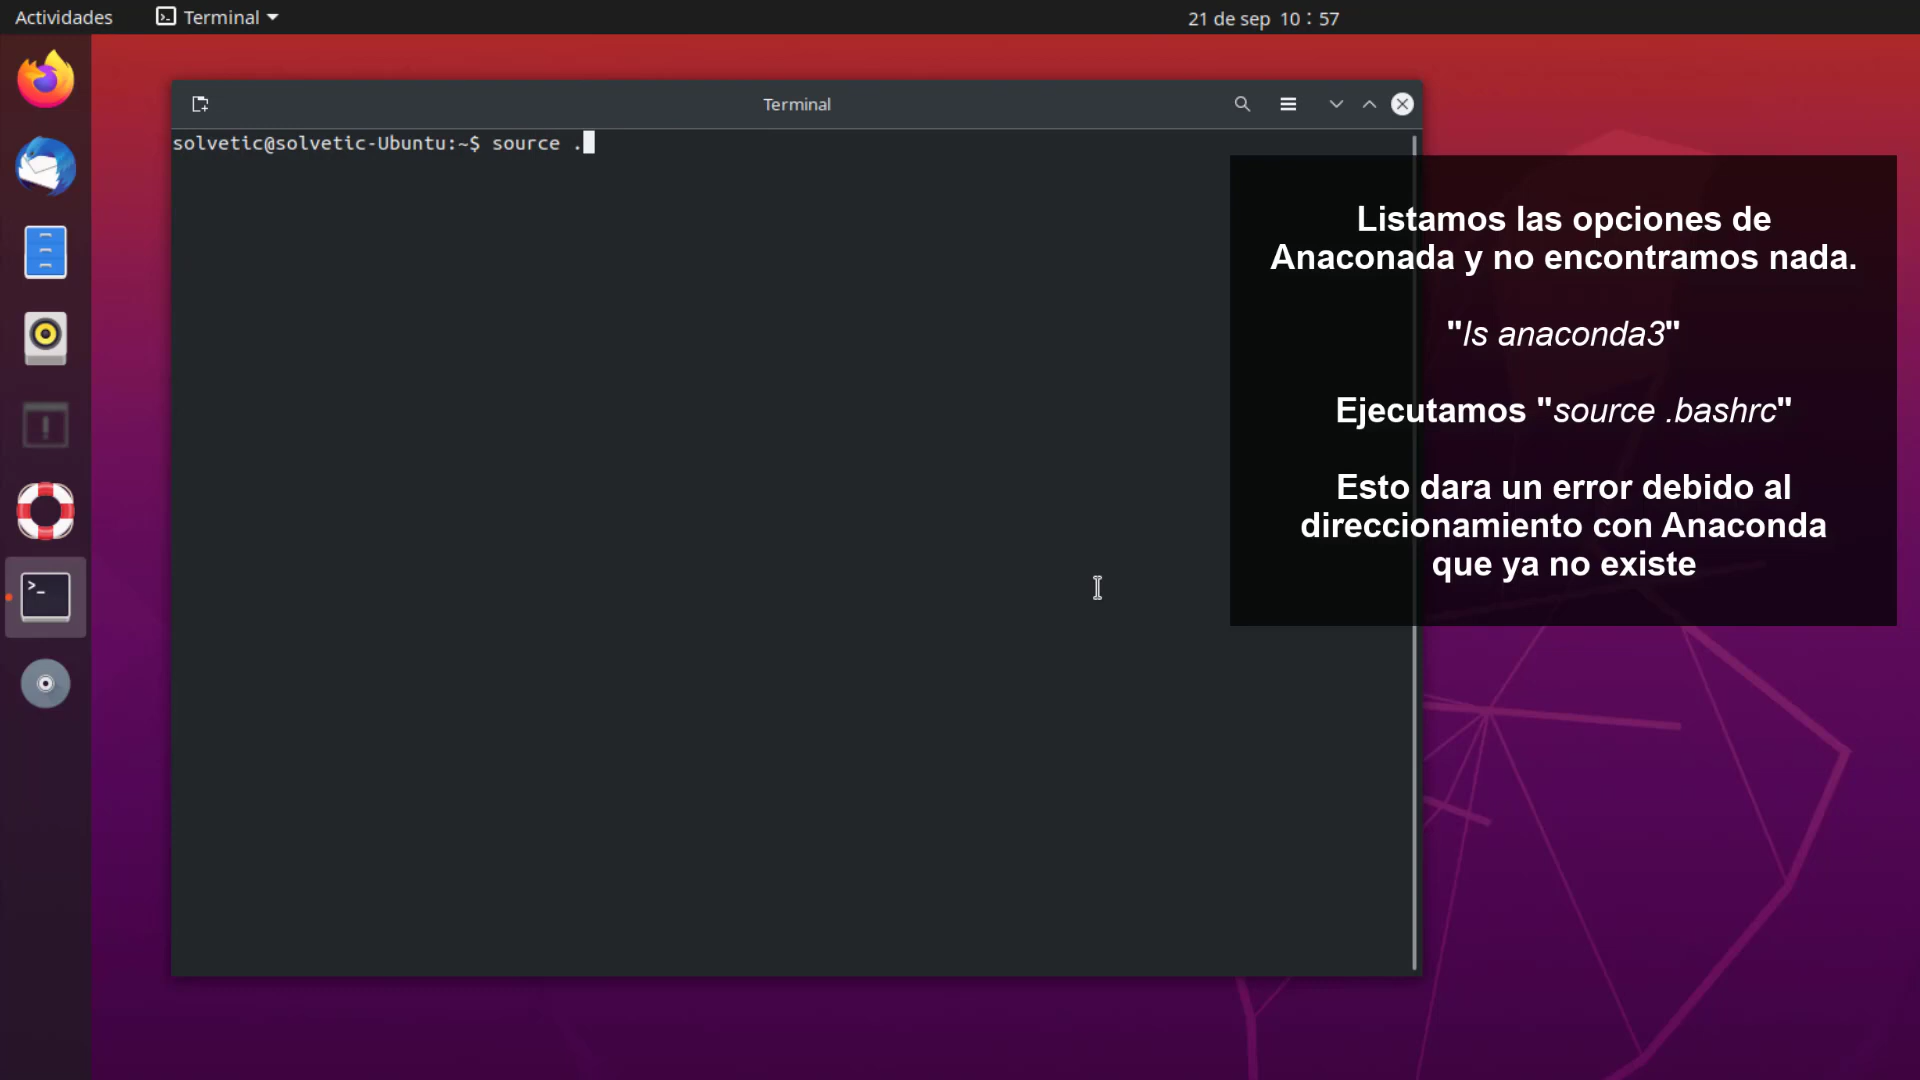 Actividades
Terminal
21 de sep 10:57
Terminal
solvetic@solvetic-Ubuntu:~$ source .
Listamos las opciones de
Anaconada y no encontramos nada.
"ls anaconda3"
Ejecutamos "source .bashrc"
Esto dara un error debido al
direccionamiento con Anaconda
que ya no existe